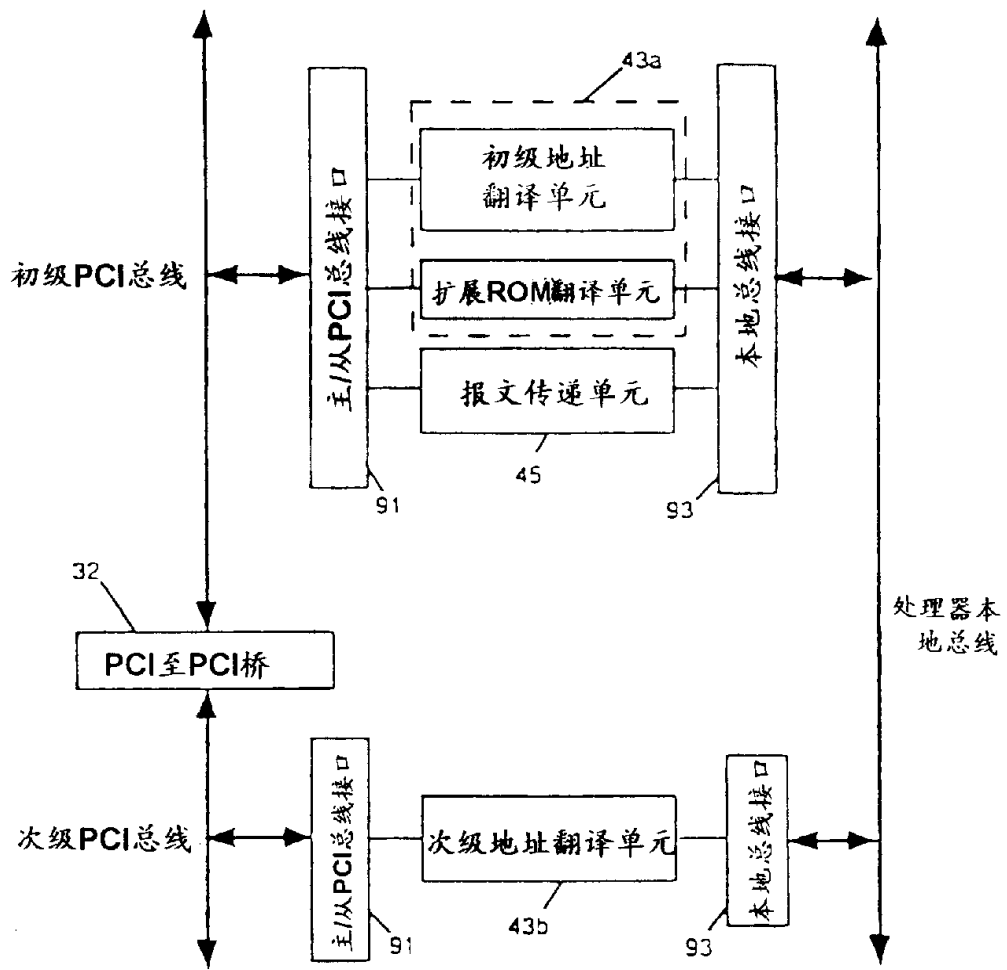 43a
初级地址
翻译单元
主/从PCI总线接口
本地总线接口
初级PCI总线
扩展ROM翻译单元
报文传递单元
91
45
93
32
处理器本
地总线
PCI至PCI桥
主/从PCI总线接口
本地总线接口
次级PCI总线
次级地址翻译单元
91
43b
93